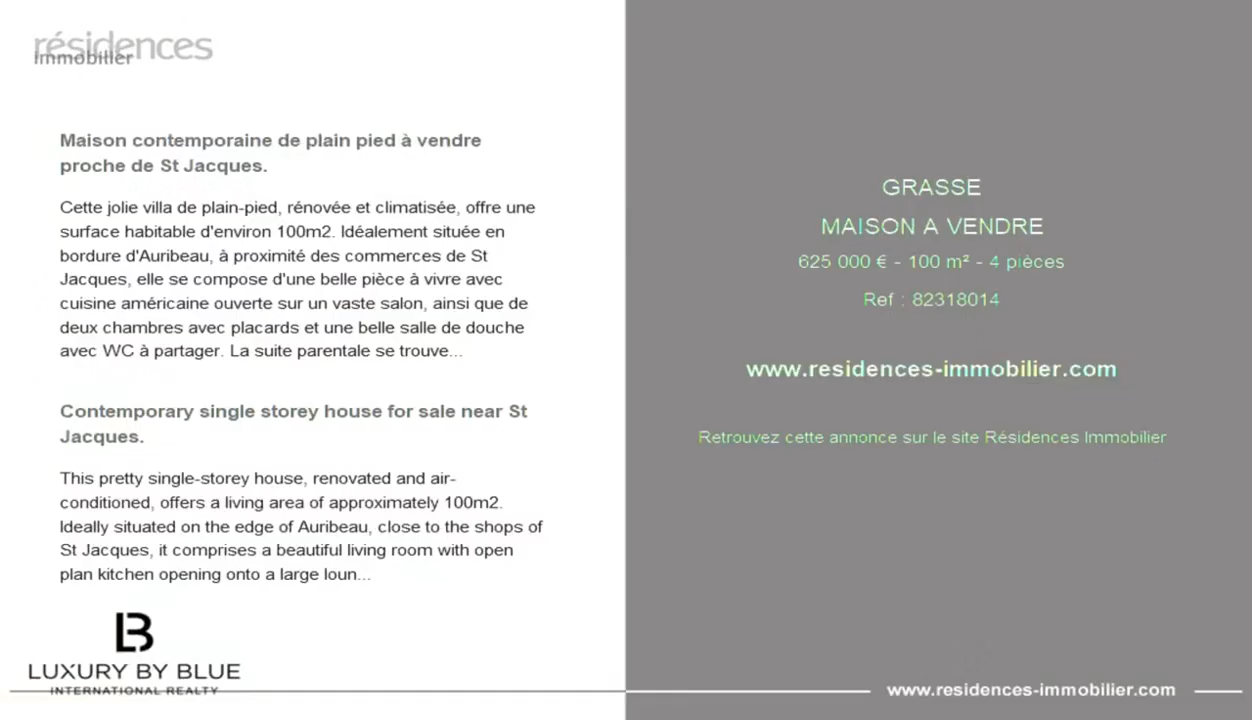 résidences
immobilier
Maison contemporaine de plain pied à vendre
proche de St Jacques.
Cette jolie villa de plain-pied, rénovée et climatisée, offre une
surface habitable d'environ 100m2. Idéalement située en
bordure d'Auribeau, à proximité des commerces de St
Jacques, elle se compose d'une belle pièce à vivre avec
cuisine américaine ouverte sur un vaste salon, ainsi que de
deux chambres avec placards et une belle salle de douche
avec WC à partager. La suite parentale se trouve...
Contemporary single storey house for sale near St
Jacques.
This pretty single-storey house, renovated and air-
conditioned, offers a living area of approximately 100m2.
Ideally situated on the edge of Auribeau, close to the shops of
St Jacques, it comprises a beautiful living room with open
plan kitchen opening onto a large loun...
LB
LUXURY BY BLUE
INTERNATIONAL REALTY
GRASSE
MAISON A VENDRE
625 000 € - 100 m² - 4 pièces
Ref : 82318014
www.residences-immobilier.com
Retrouvez cette annonce sur le site Résidences Immobilier
www.residences-immobilier.com